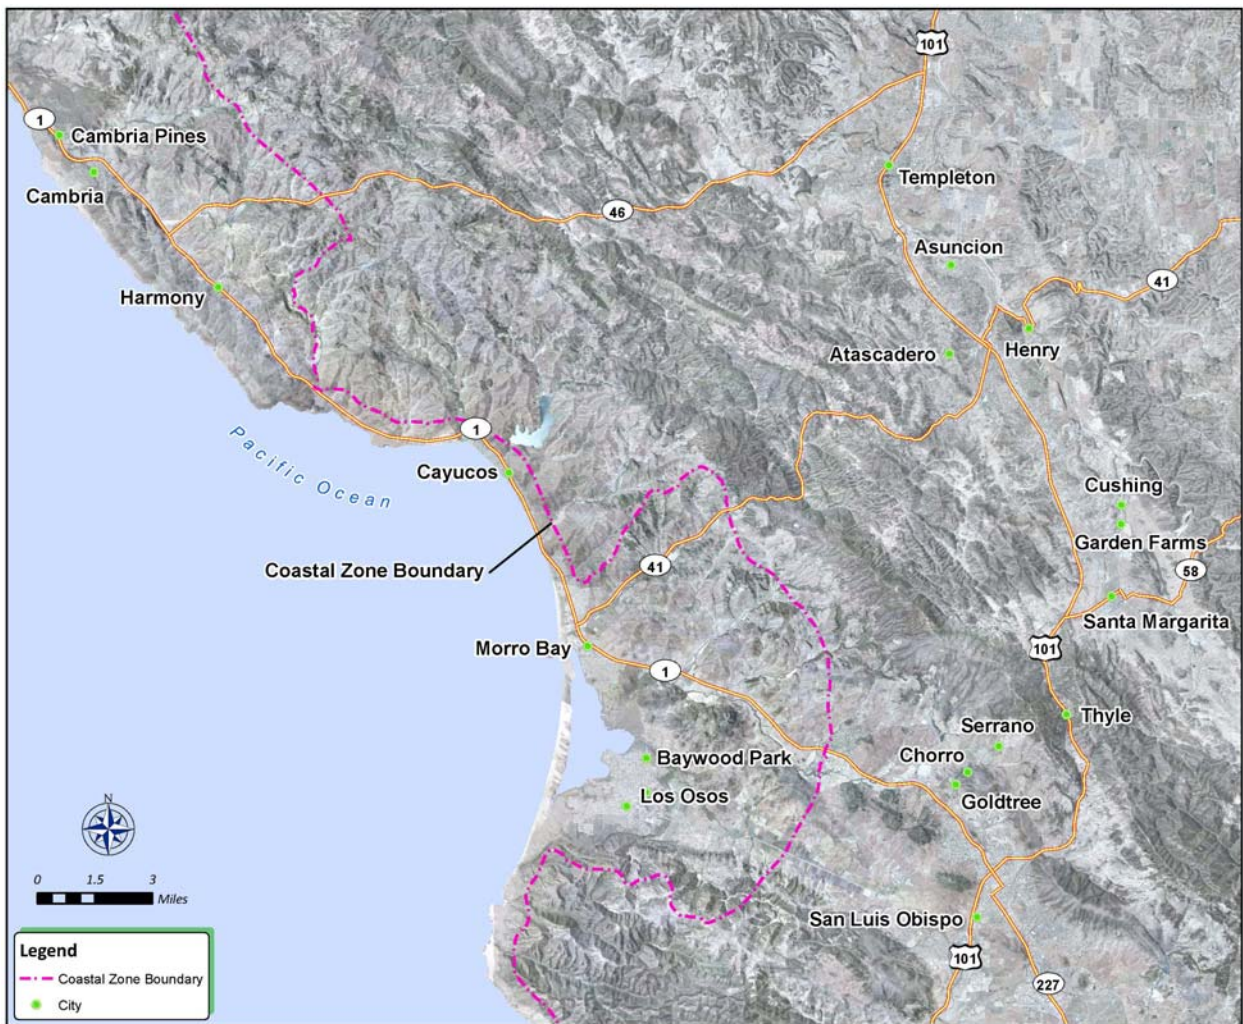 101
1
Cambria Pines
Cambria
Templeton
46
Asuncion
41
Harmony
Henry
Atascadero
Pacific Ocean
1
Cayucos
Cushing
Garden Farms
Coastal Zone Boundary
41
58
Santa Margarita
Morro Bay
101
1
Thyle
Serrano
Chorro
Baywood Park
Goldtree
Los Osos
N
0 1.5 3
Miles
San Luis Obispo
101
227
Legend
Coastal Zone Boundary
City